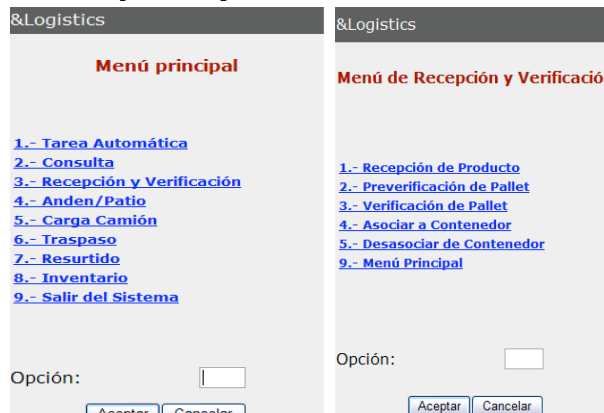 &Logistics
Menú principal
1.- Tarea Automática
2.- Consulta
3.- Recepción y Verificación
4.- Anden/Patio
5.- Carga Camión
6.- Traspaso
7.- Resurtido
8.- Inventario
9.- Salir del Sistema
Opción:
Aceptar Cancelar
&Logistics
Menú de Recepción y Verificació
1.- Recepción de Producto
2.- Preverificación de Pallet
3.- Verificación de Pallet
4.- Asociar a Contenedor
5.- Desasociar de Contenedor
9.- Menú Principal
Opción:
Aceptar Cancelar